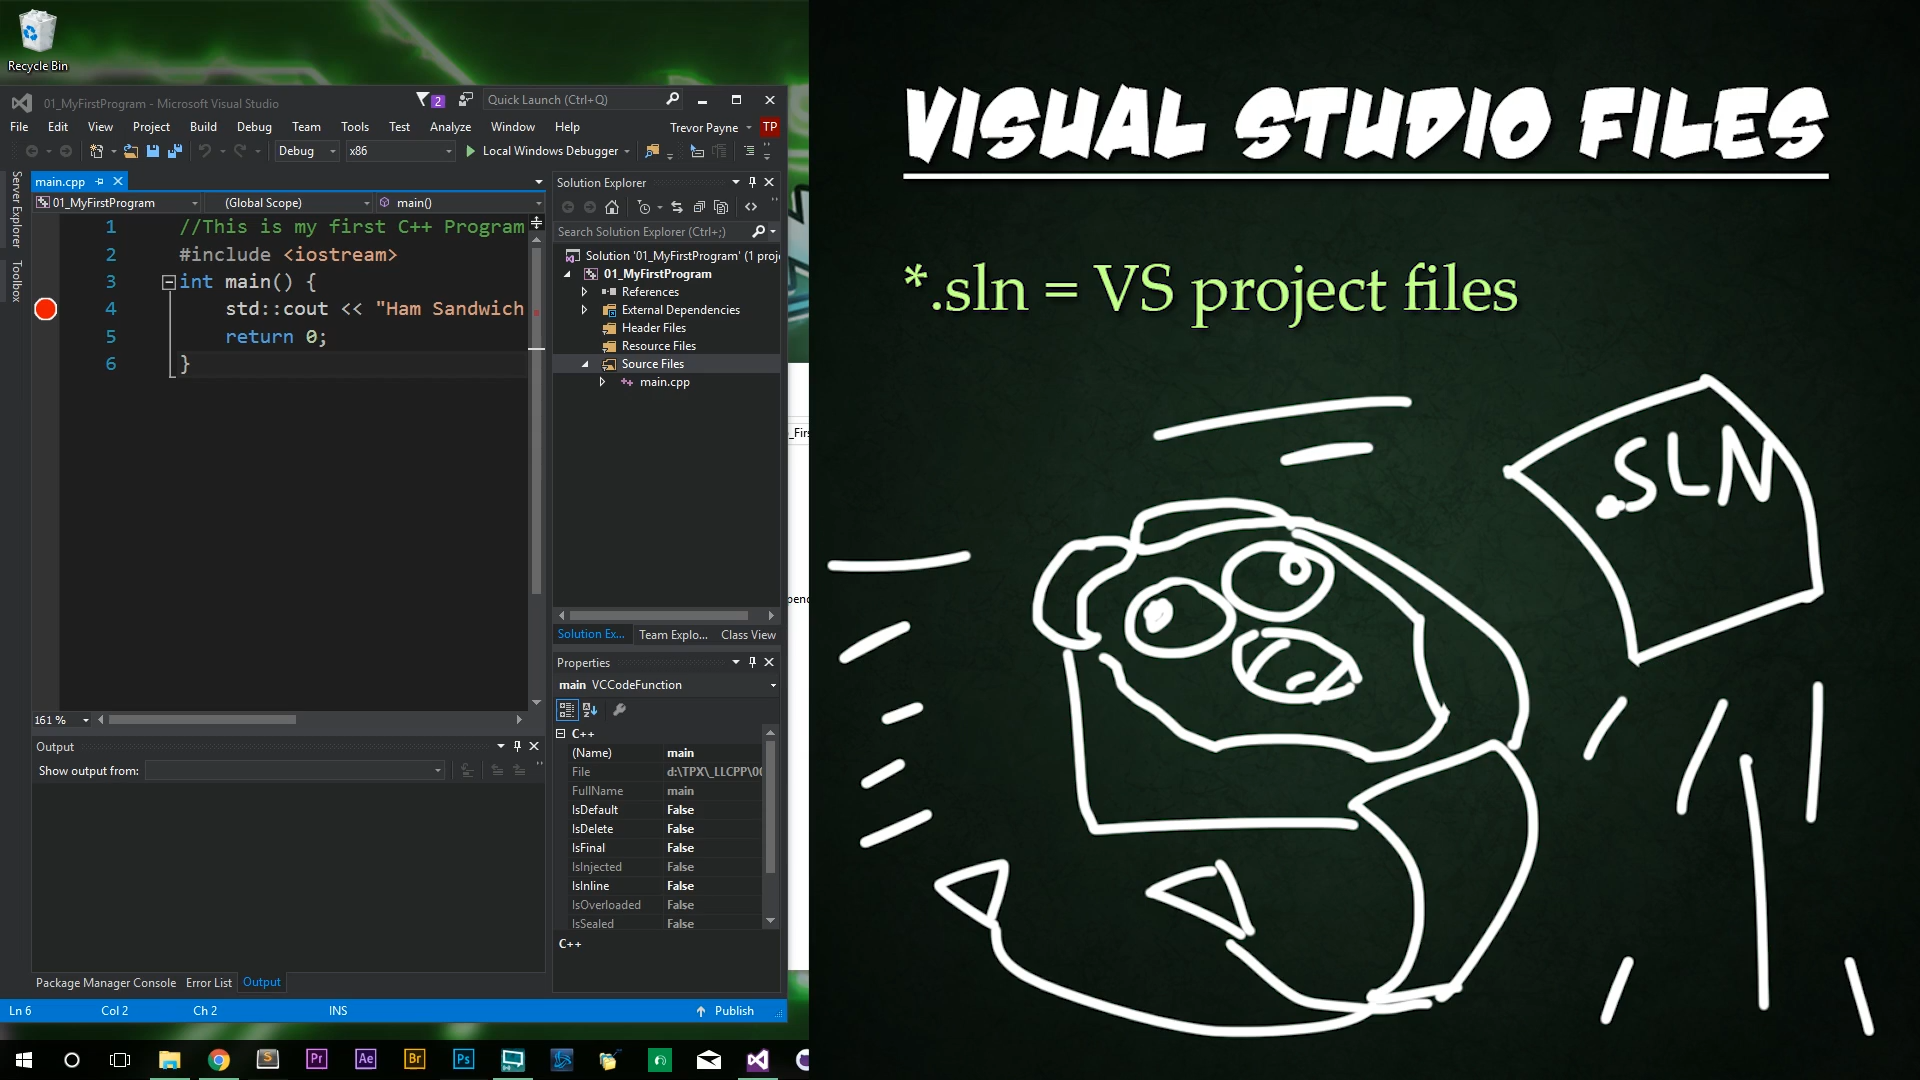 Recycle Bin
01_MyFirstProgram - Microsoft Visual Studio
2
Quick Launch (Ctrl+Q)
File Edit View Project Build Debug Team Tools Test Analyze Window Help
Trevor Payne TP
Debug x86 Local Windows Debugger
Server Explorer
Toolbox
main.cpp
01_MyFirstProgram (Global Scope) main()
1 //This is my first C++ Program
2 #include <iostream>
3 int main() {
4 std::cout << "Ham Sandwich
5 return 0;
6 }
161 %
Output
Show output from:
Package Manager Console Error List Output
Solution Explorer
Search Solution Explorer (Ctrl+;)
Solution '01_MyFirstProgram' (1 proj
01_MyFirstProgram
References
External Dependencies
Header Files
Resource Files
Source Files
main.cpp
Solution Ex... Team Explo... Class View
Properties
main VCCodeFunction
C++
(Name) main
File d:\TPX\_LLCPP\00
FullName main
IsDefault False
IsDelete False
IsFinal False
IsInjected False
IsInline False
IsOverloaded False
IsSealed False
C++
Ln 6 Col 2 Ch 2 INS Publish
S Pr Ae Br Ps
VISUAL STUDIO FILES
*.sln = VS project files
.SLN